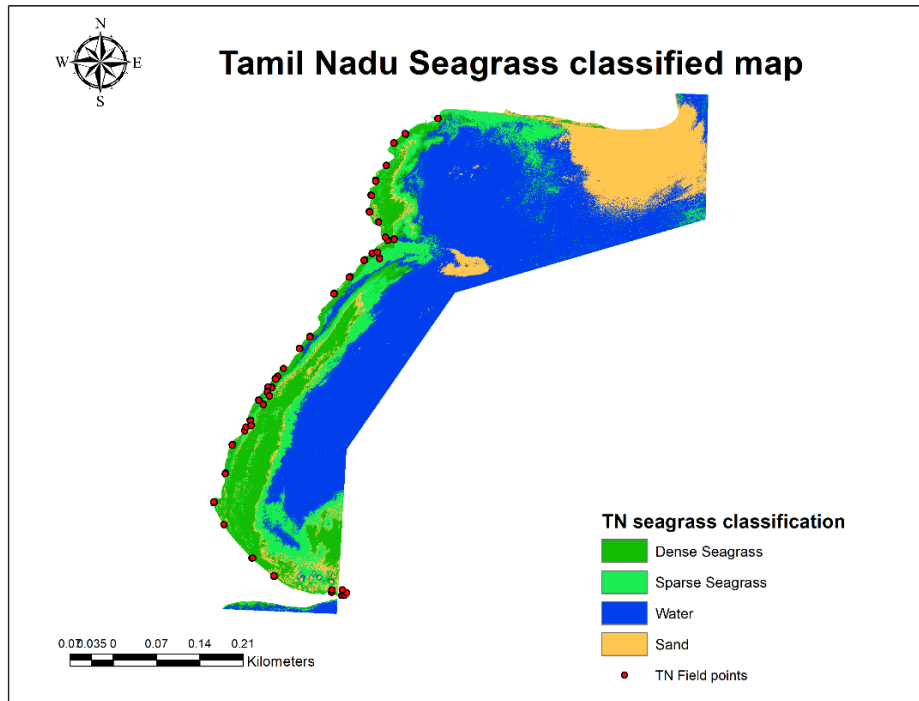 N
W E
S
Tamil Nadu Seagrass classified map
TN seagrass classification
Dense Seagrass
Sparse Seagrass
Water
Sand
TN Field points
0.07 0.035 0 0.07 0.14 0.21
Kilometers